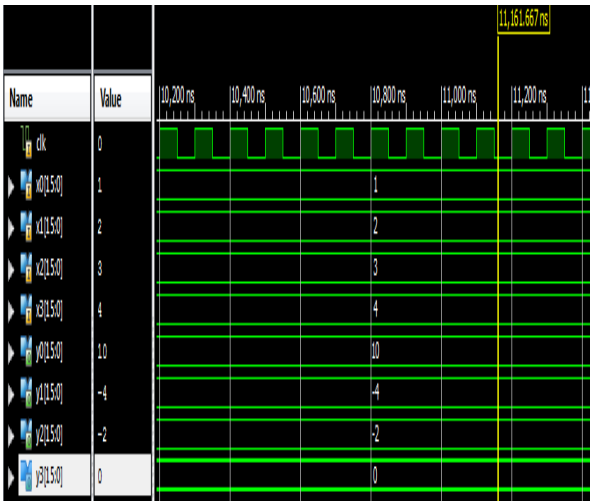 11,161.667 ns
Name Value 10,200 ns 10,400 ns 10,600 ns 10,800 ns 11,000 ns 11,200 ns 11
clk 0
x0[15:0] 1 1
x1[15:0] 2 2
x2[15:0] 3 3
x3[15:0] 4 4
y0[15:0] 10 10
y1[15:0] -4 -4
y2[15:0] -2 -2
y3[15:0] 0 0